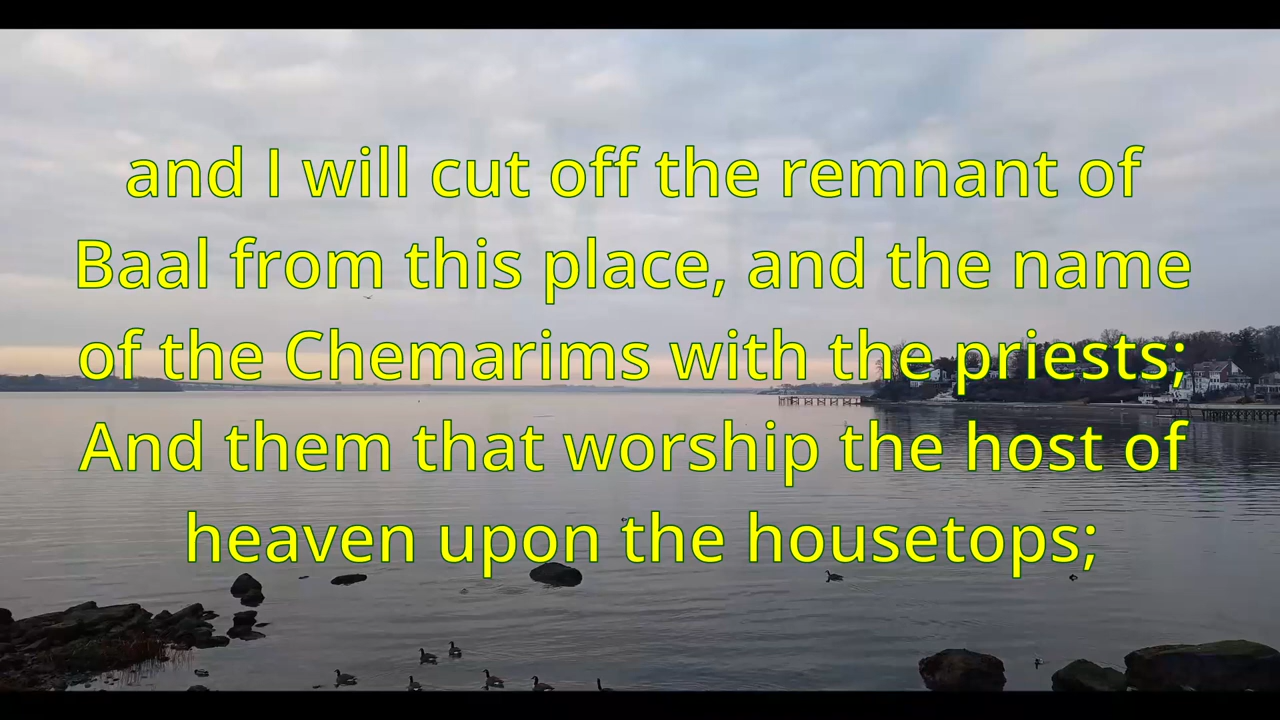 and I will cut off the remnant of
Baal from this place, and the name
of the Chemarims with the priests;
And them that worship the host of
heaven upon the housetops;